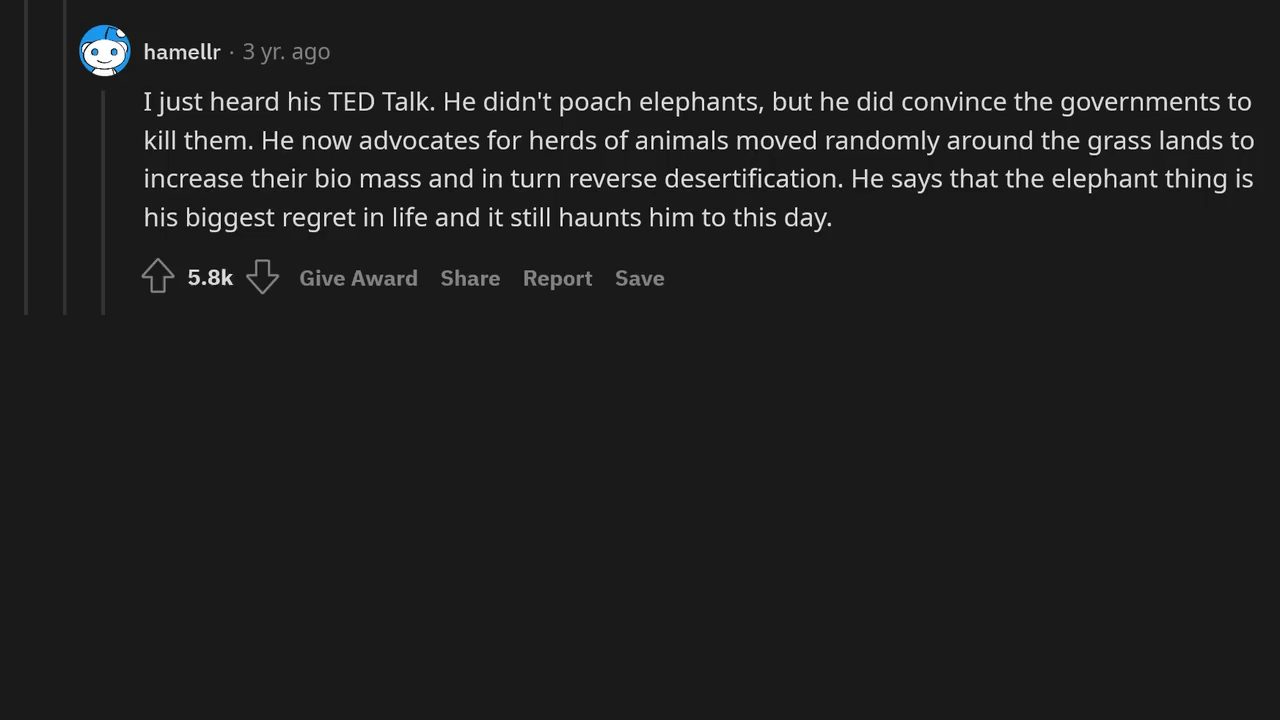 hamellr · 3 yr. ago
I just heard his TED Talk. He didn't poach elephants, but he did convince the governments to
kill them. He now advocates for herds of animals moved randomly around the grass lands to
increase their bio mass and in turn reverse desertification. He says that the elephant thing is
his biggest regret in life and it still haunts him to this day.
5.8k Give Award Share Report Save